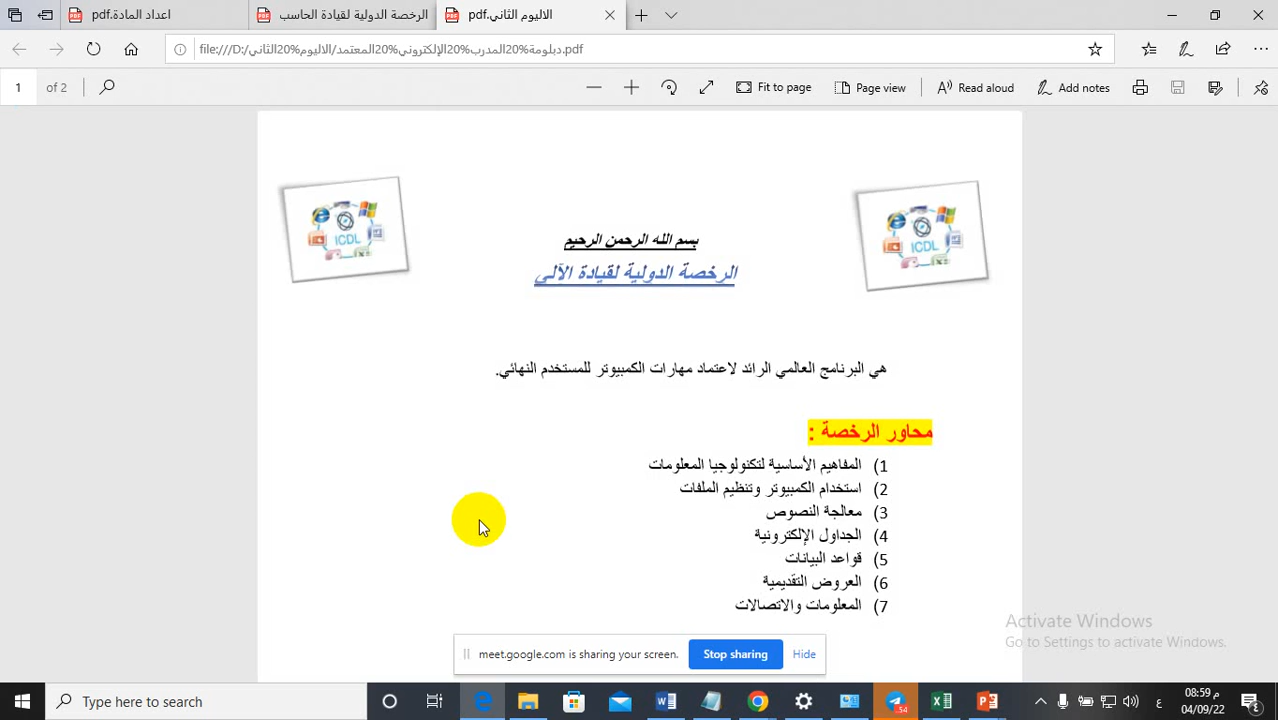 اعداد المادة.pdf
الرخصة الدولية لقيادة الحاسب
الاليوم الثاني.pdf
file:///D:/دبلومة%20المدرب%20الإلكتروني%20المعتمد/الاليوم%20الثاني.pdf
1 of 2
Fit to page
Page view
Read aloud
Add notes
ICDL
ICDL
بسم الله الرحمن الرحيم
الرخصة الدولية لقيادة الآلي
هي البرنامج العالمي الرائد لاعتماد مهارات الكمبيوتر للمستخدم النهائي.
محاور الرخصة :
1) المفاهيم الأساسية لتكنولوجيا المعلومات
2) استخدام الكمبيوتر وتنظيم الملفات
3) معالجة النصوص
4) الجداول الإلكترونية
5) قواعد البيانات
6) العروض التقديمية
7) المعلومات والاتصالات
Activate Windows
Go to Settings to activate Windows.
meet.google.com is sharing your screen.
Stop sharing
Hide
Type here to search
54
ع
08:59 م
04/09/22